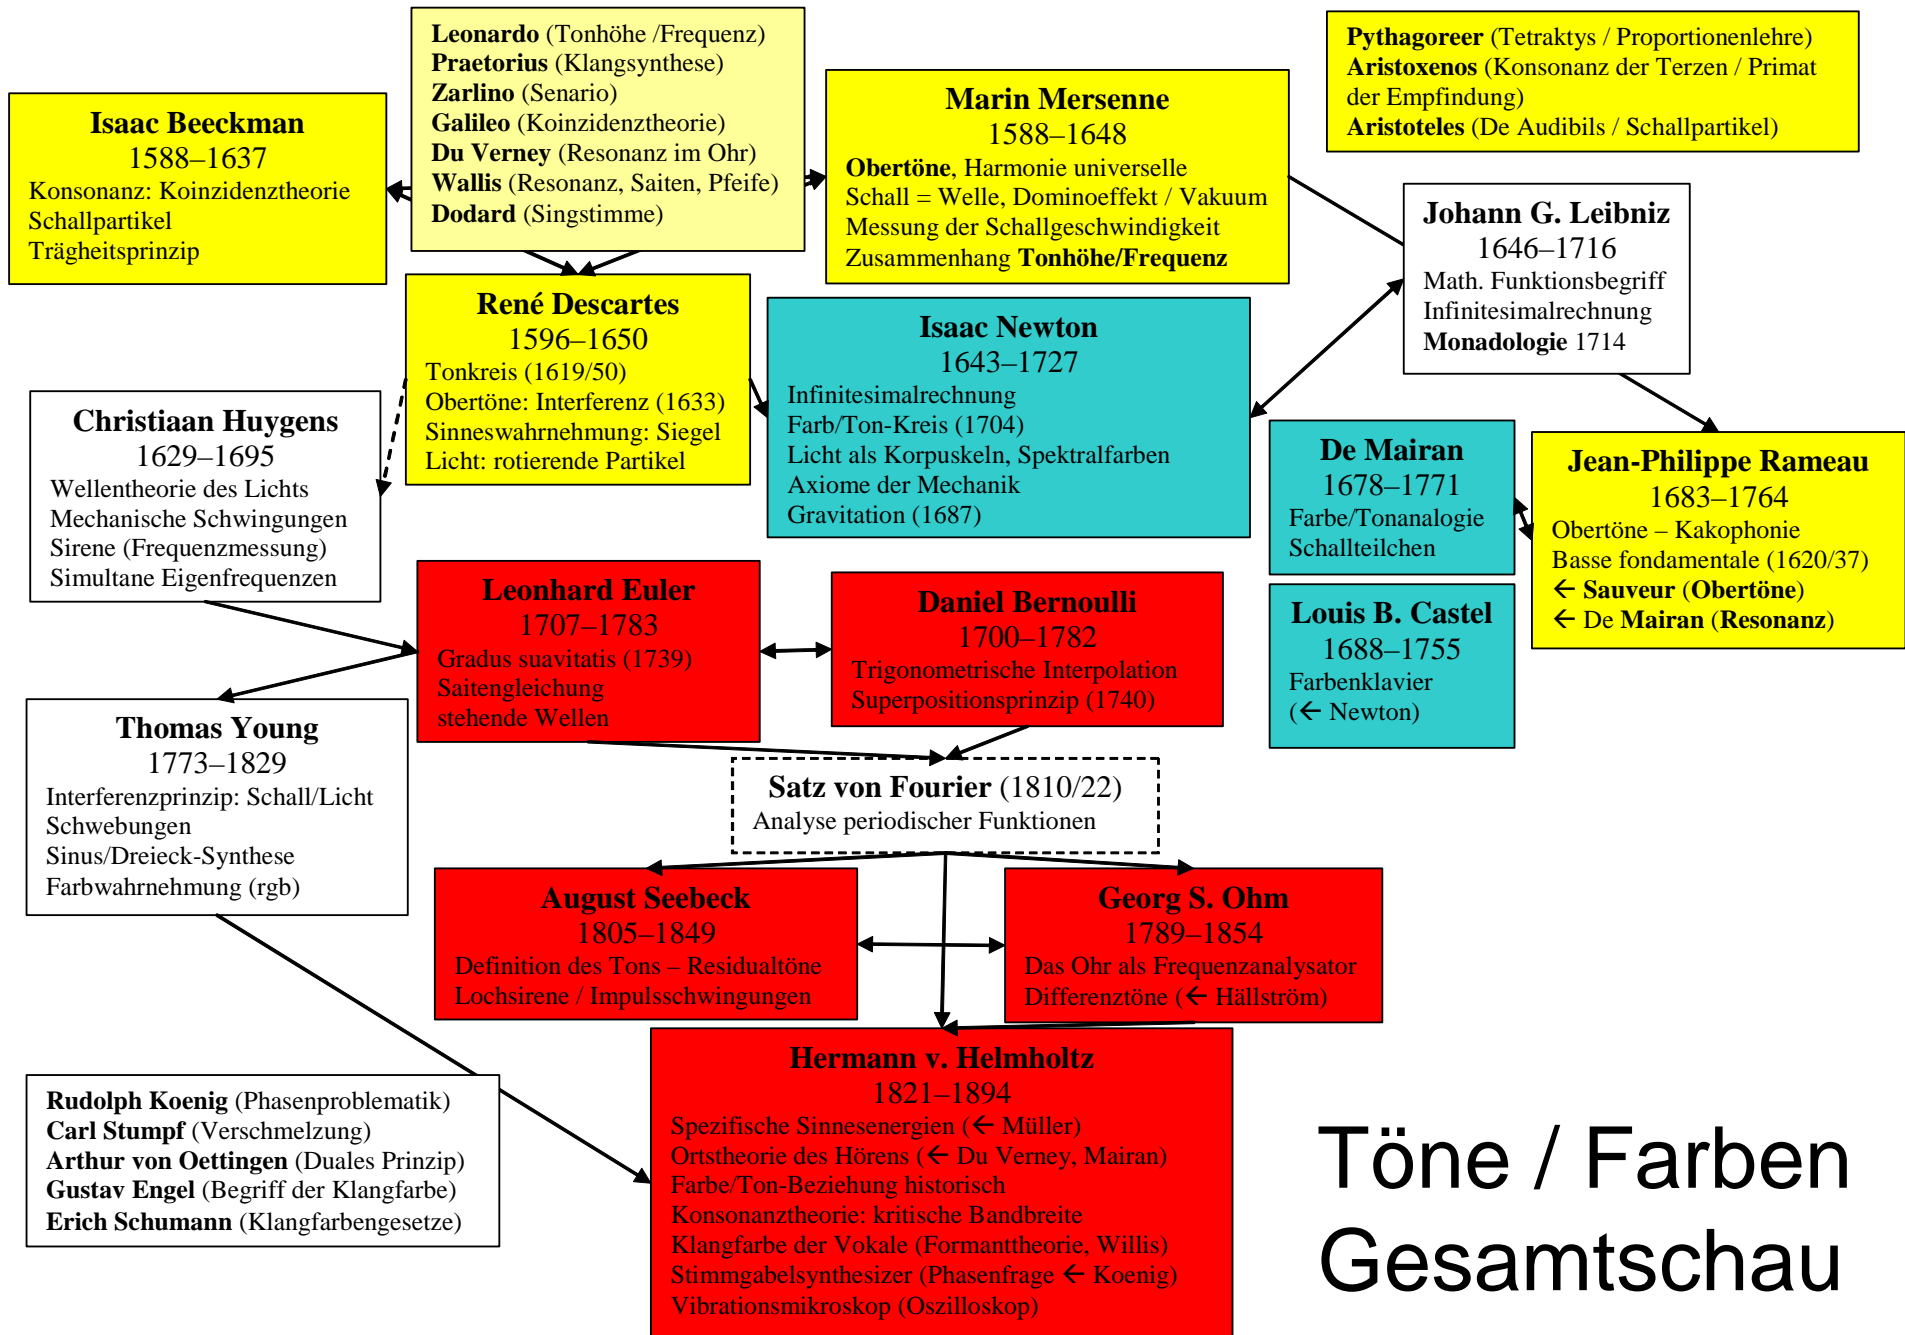 Leonardo (Tonhöhe /Frequenz)
Praetorius (Klangsynthese)
Zarlino (Senario)
Galileo (Koinzidenztheorie)
Du Verney (Resonanz im Ohr)
Wallis (Resonanz, Saiten, Pfeife)
Dodard (Singstimme)
Pythagoreer (Tetraktys / Proportionenlehre)
Aristoxenos (Konsonanz der Terzen / Primat
der Empfindung)
Aristoteles (De Audibils / Schallpartikel)
Isaac Beeckman
1588–1637
Konsonanz: Koinzidenztheorie
Schallpartikel
Trägheitsprinzip
Marin Mersenne
1588–1648
Obertöne, Harmonie universelle
Schall = Welle, Dominoeffekt / Vakuum
Messung der Schallgeschwindigkeit
Zusammenhang Tonhöhe/Frequenz
Johann G. Leibniz
1646–1716
Math. Funktionsbegriff
Infinitesimalrechnung
Monadologie 1714
René Descartes
1596–1650
Tonkreis (1619/50)
Obertöne: Interferenz (1633)
Sinneswahrnehmung: Siegel
Licht: rotierende Partikel
Isaac Newton
1643–1727
Infinitesimalrechnung
Farb/Ton-Kreis (1704)
Licht als Korpuskeln, Spektralfarben
Axiome der Mechanik
Gravitation (1687)
Christiaan Huygens
1629–1695
Wellentheorie des Lichts
Mechanische Schwingungen
Sirene (Frequenzmessung)
Simultane Eigenfrequenzen
De Mairan
1678–1771
Farbe/Tonanalogie
Schallteilchen
Jean-Philippe Rameau
1683–1764
Obertöne – Kakophonie
Basse fondamentale (1620/37)
← Sauveur (Obertöne)
← De Mairan (Resonanz)
Leonhard Euler
1707–1783
Gradus suavitatis (1739)
Saitengleichung
stehende Wellen
Daniel Bernoulli
1700–1782
Trigonometrische Interpolation
Superpositionsprinzip (1740)
Louis B. Castel
1688–1755
Farbenklavier
(← Newton)
Thomas Young
1773–1829
Interferenzprinzip: Schall/Licht
Schwebungen
Sinus/Dreieck-Synthese
Farbwahrnehmung (rgb)
Satz von Fourier (1810/22)
Analyse periodischer Funktionen
August Seebeck
1805–1849
Definition des Tons – Residualtöne
Lochsirene / Impulsschwingungen
Georg S. Ohm
1789–1854
Das Ohr als Frequenzanalysator
Differenztöne (← Hällström)
Hermann v. Helmholtz
1821–1894
Spezifische Sinnesenergien (← Müller)
Ortstheorie des Hörens (← Du Verney, Mairan)
Farbe/Ton-Beziehung historisch
Konsonanztheorie: kritische Bandbreite
Klangfarbe der Vokale (Formanttheorie, Willis)
Stimmgabelsynthesizer (Phasenfrage ← Koenig)
Vibrationsmikroskop (Oszilloskop)
Rudolph Koenig (Phasenproblematik)
Carl Stumpf (Verschmelzung)
Arthur von Oettingen (Duales Prinzip)
Gustav Engel (Begriff der Klangfarbe)
Erich Schumann (Klangfarbengesetze)
Töne / Farben
Gesamtschau